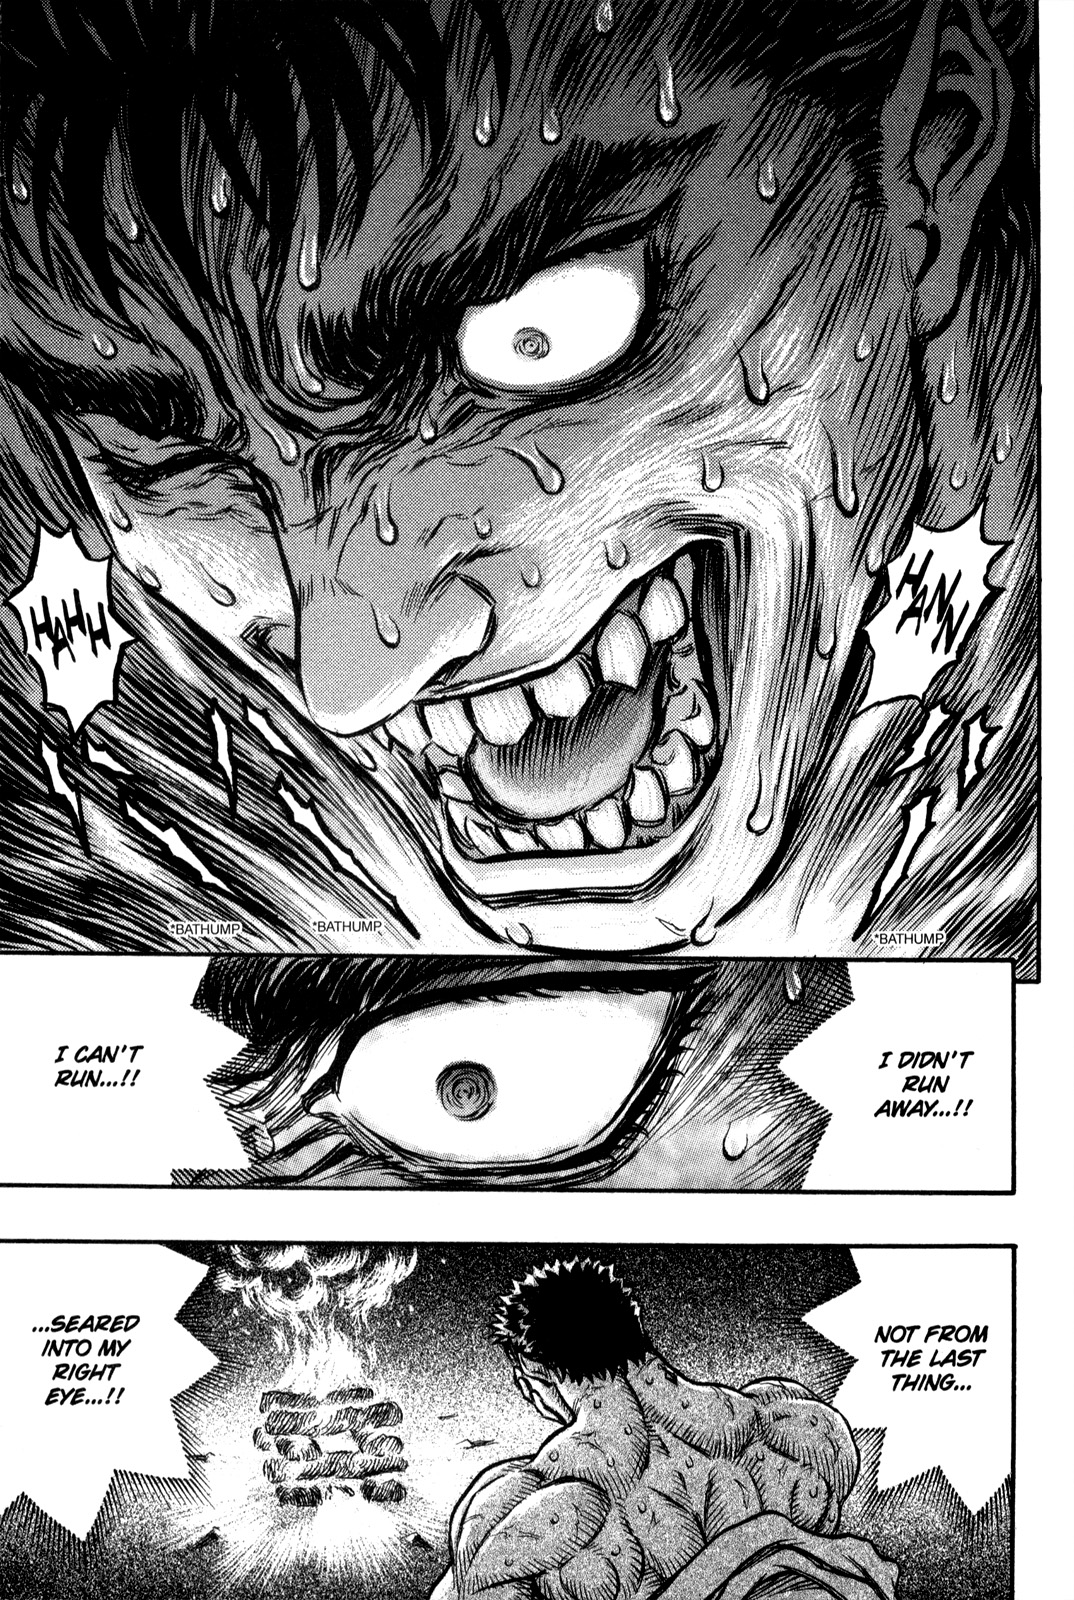 HANN
HAHH
*BATHUMP
*BATHUMP
*BATHUMP
I DIDN'T
RUN
AWAY...!!
I CAN'T
RUN...!!
NOT FROM
THE LAST
THING...
...SEARED
INTO MY
RIGHT
EYE...!!